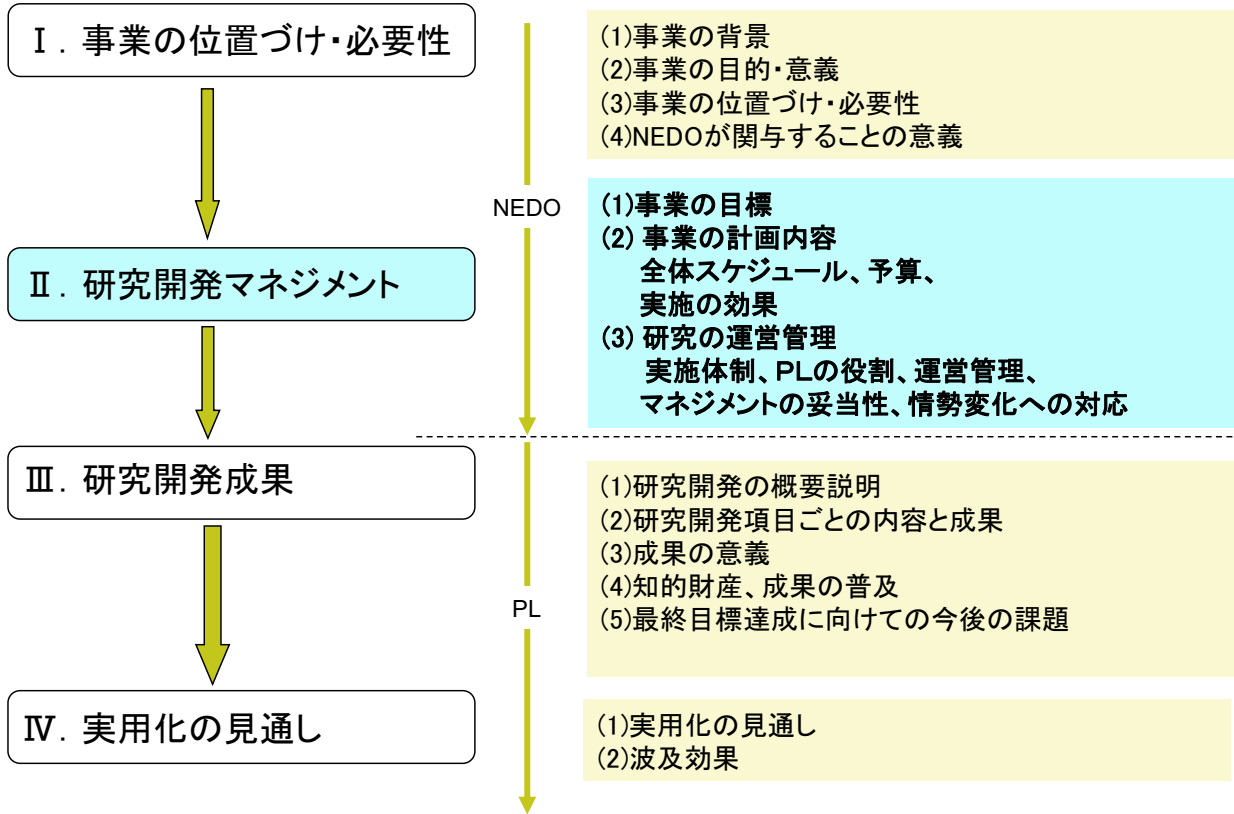 Ⅰ．事業の位置づけ・必要性
(1)事業の背景
(2)事業の目的・意義
(3)事業の位置づけ・必要性
(4)NEDOが関与することの意義
NEDO
Ⅱ．研究開発マネジメント
(1)事業の目標
(2) 事業の計画内容
全体スケジュール、予算、
実施の効果
(3) 研究の運営管理
実施体制、PLの役割、運営管理、
マネジメントの妥当性、情勢変化への対応
Ⅲ．研究開発成果
(1)研究開発の概要説明
(2)研究開発項目ごとの内容と成果
(3)成果の意義
(4)知的財産、成果の普及
(5)最終目標達成に向けての今後の課題
PL
Ⅳ．実用化の見通し
(1)実用化の見通し
(2)波及効果